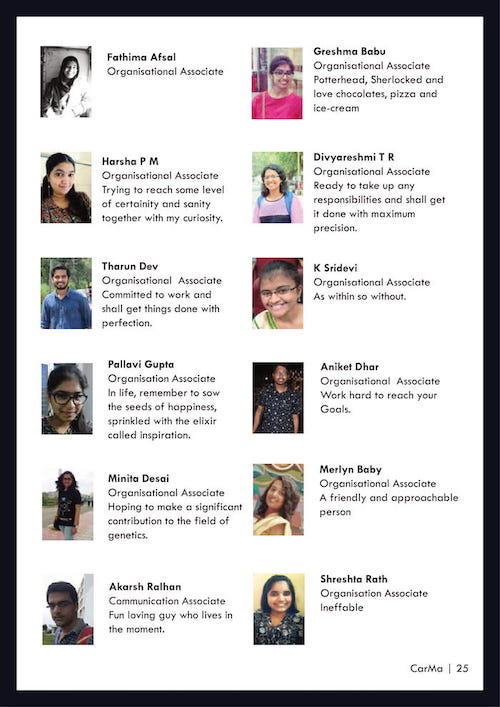 Fathima Afsal
Organisational Associate
Greshma Babu
Organisational Associate
Potterhead, Sherlocked and
love chocolates, pizza and
ice-cream
Harsha P M
Organisational Associate
Trying to reach some level
of certainity and sanity
together with my curiosity.
Divyareshmi T R
Organisational Associate
Ready to take up any
responsibilities and shall get
it done with maximum
precision.
Tharun Dev
Organisational Associate
Committed to work and
shall get things done with
perfection.
K Sridevi
Organisational Associate
As within so without.
Pallavi Gupta
Organisation Associate
In life, remember to sow
the seeds of happiness,
sprinkled with the elixir
called inspiration.
Aniket Dhar
Organisational Associate
Work hard to reach your
Goals.
Minita Desai
Organisational Associate
Hoping to make a significant
contribution to the field of
genetics.
Merlyn Baby
Organisational Associate
A friendly and approachable
person
Akarsh Ralhan
Communication Associate
Fun loving guy who lives in
the moment.
Shreshta Rath
Organisation Associate
Ineffable
CarMa | 25